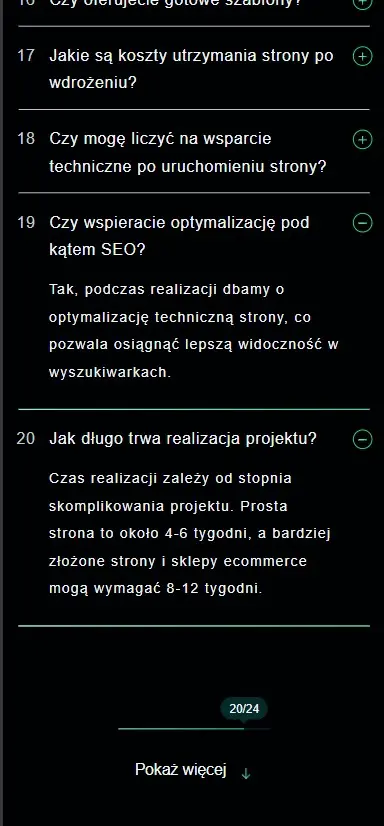 16 Czy oferujecie gotowe szablony?
17 Jakie są koszty utrzymania strony po
wdrożeniu?
18 Czy mogę liczyć na wsparcie
techniczne po uruchomieniu strony?
19 Czy wspieracie optymalizację pod
kątem SEO?
Tak, podczas realizacji dbamy o
optymalizację techniczną strony, co
pozwala osiągnąć lepszą widoczność w
wyszukiwarkach.
20 Jak długo trwa realizacja projektu?
Czas realizacji zależy od stopnia
skomplikowania projektu. Prosta
strona to około 4-6 tygodni, a bardziej
złożone strony i sklepy ecommerce
mogą wymagać 8-12 tygodni.
20/24
Pokaż więcej